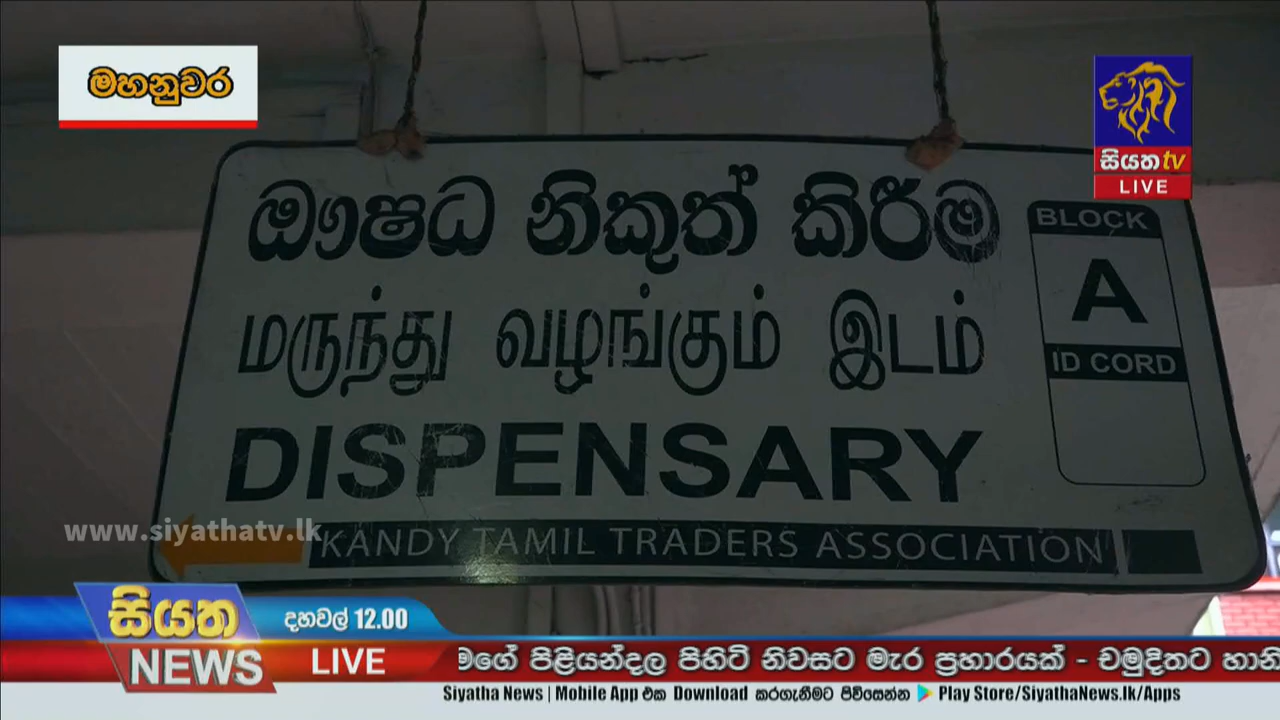 මහනුවර
සියත tv
LIVE
ඖෂධ නිකුත් කිරීම
மருந்து வழங்கும் இடம்
DISPENSARY
BLOCK
A
ID CORD
KANDY TAMIL TRADERS ASSOCIATION
www.siyathatv.lk
සියත
NEWS
දහවල් 12.00
LIVE
මගේ පිළියන්දල පිහිටි නිවසට මැර ප්‍රහාරයක් - චමුදිතට හානි
Siyatha News | Mobile App එක Download කරගැනීමට පිවිසෙන්න Play Store/SiyathaNews.lk/Apps